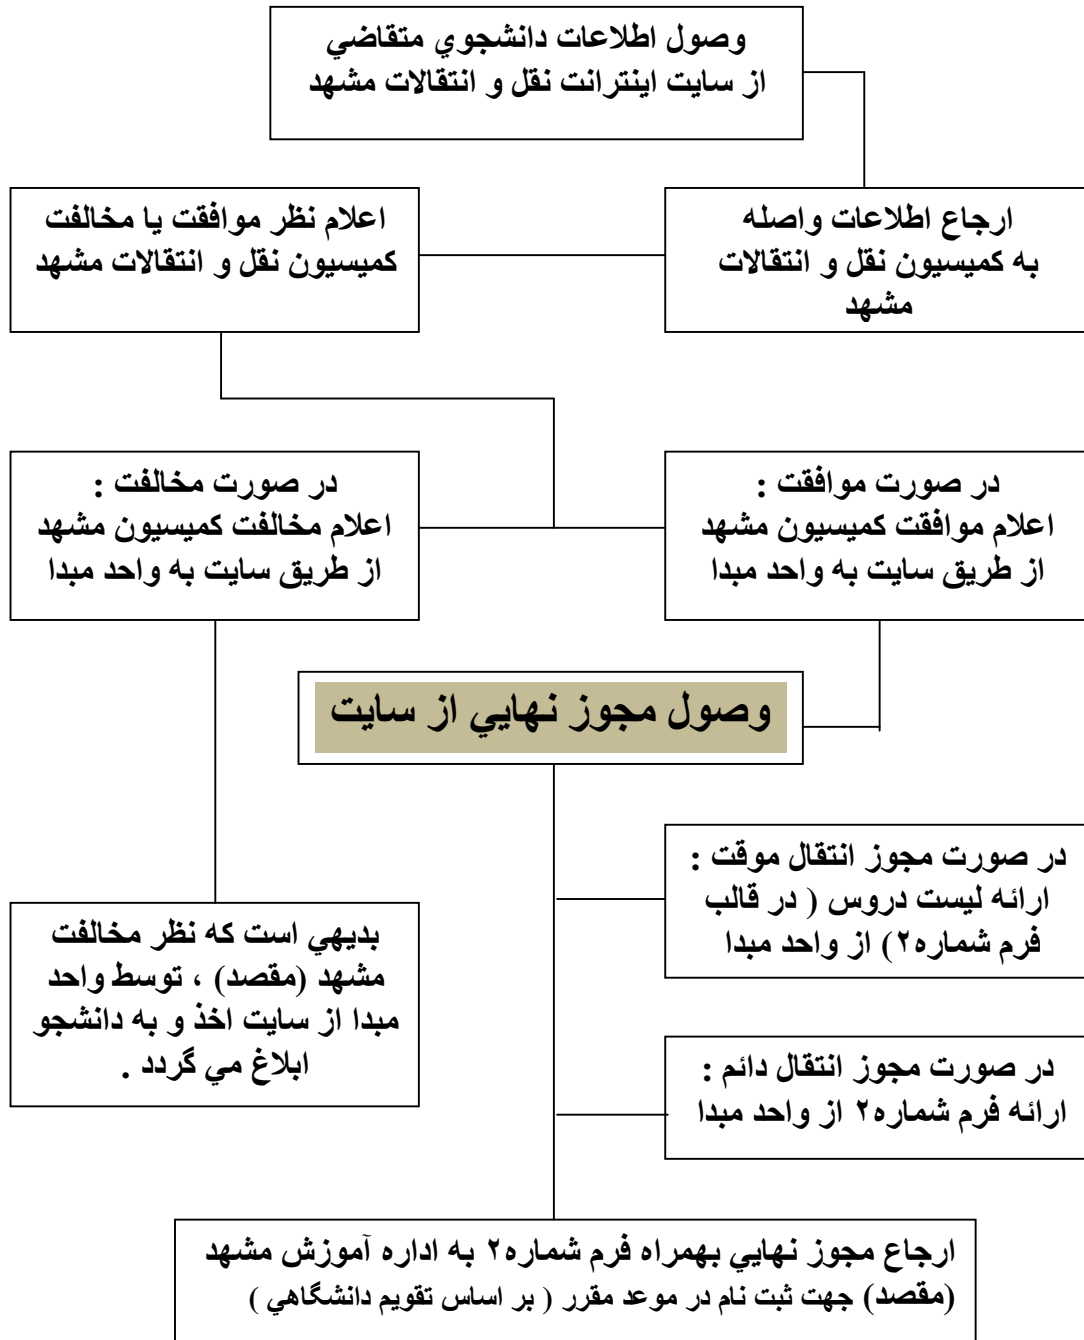 وصول اطلاعات دانشجوي متقاضي
از سايت اينترانت نقل و انتقالات مشهد
ارجاع اطلاعات واصله
به كميسيون نقل و انتقالات
مشهد
اعلام نظر موافقت يا مخالفت
كميسيون نقل و انتقالات مشهد
در صورت موافقت :
اعلام موافقت كميسيون مشهد
از طريق سايت به واحد مبدا
در صورت مخالفت :
اعلام مخالفت كميسيون مشهد
از طريق سايت به واحد مبدا
وصول مجوز نهايي از سايت
در صورت مجوز انتقال موقت :
ارائه ليست دروس ( در قالب
فرم شماره۲) از واحد مبدا
بديهي است كه نظر مخالفت
مشهد (مقصد) ، توسط واحد
مبدا از سايت اخذ و به دانشجو
ابلاغ مي گردد .
در صورت مجوز انتقال دائم :
ارائه فرم شماره۲ از واحد مبدا
ارجاع مجوز نهايي بهمراه فرم شماره۲ به اداره آموزش مشهد
(مقصد) جهت ثبت نام در موعد مقرر ( بر اساس تقويم دانشگاهي )